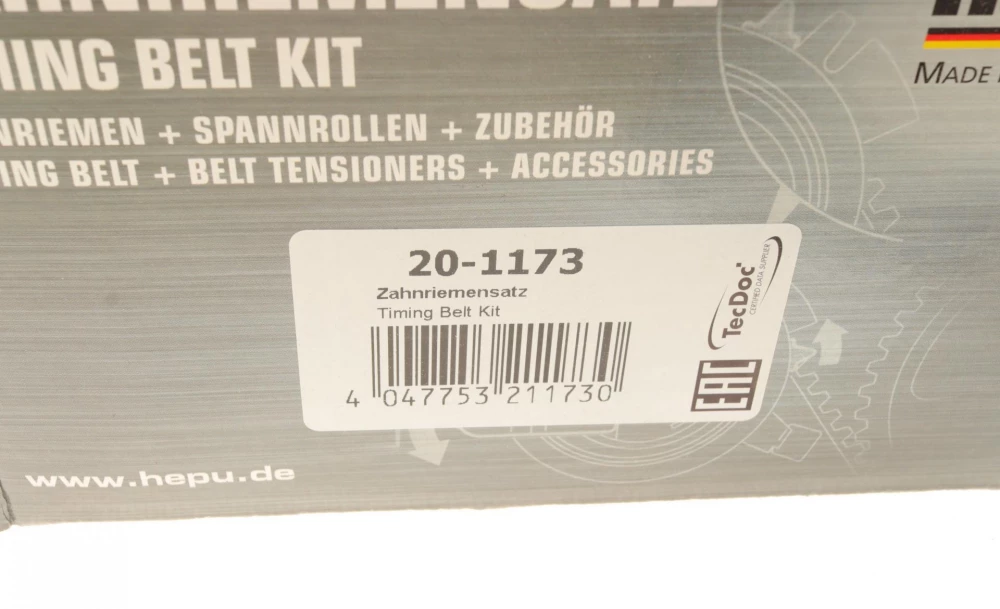 MING BELT KIT
NRIEMEN + SPANNROLLEN + ZUBEHÖR
ING BELT + BELT TENSIONERS + ACCESSORIES
MADE
20-1173
Zahnriemensatz
Timing Belt Kit
4 047753 211730
TecDoc
CERTIFIED DATA SUPPLIER
EAC
www.hepu.de